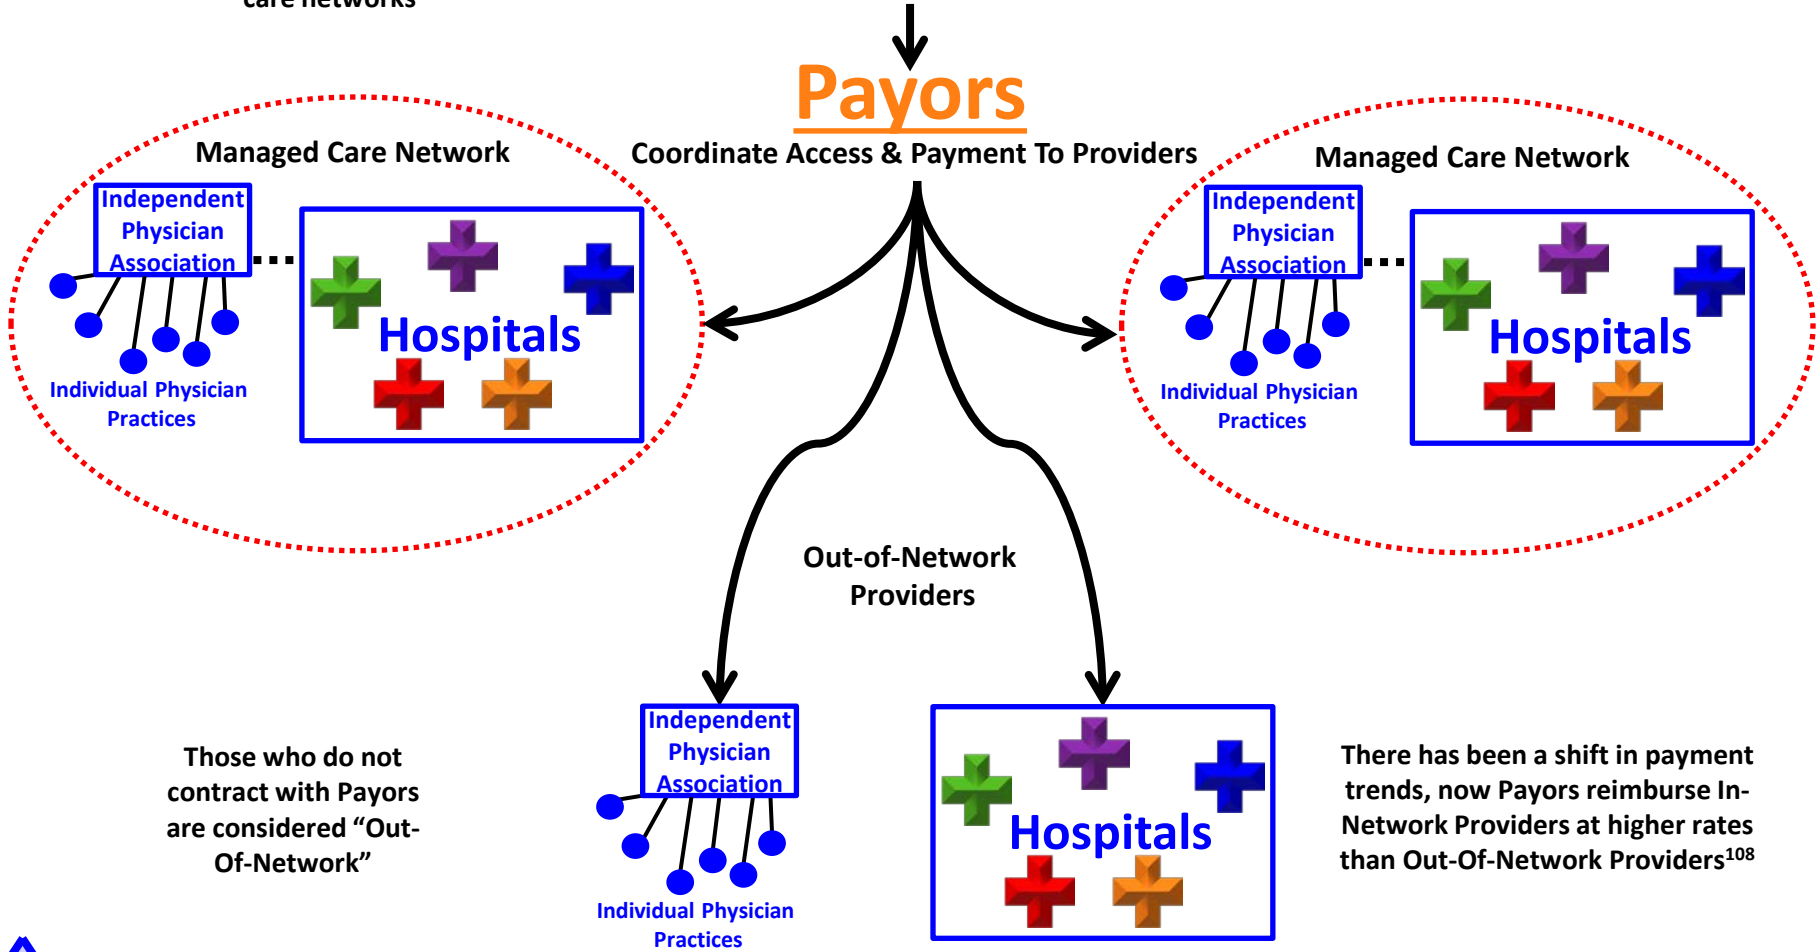 care networks
Payors
Coordinate Access & Payment To Providers
Managed Care Network
Independent
Physician
Association
Hospitals
Individual Physician
Practices
Managed Care Network
Independent
Physician
Association
Hospitals
Individual Physician
Practices
Out-of-Network
Providers
Those who do not
contract with Payors
are considered “Out-
Of-Network”
Independent
Physician
Association
Individual Physician
Practices
Hospitals
There has been a shift in payment
trends, now Payors reimburse In-
Network Providers at higher rates
than Out-Of-Network Providers¹⁰⁸